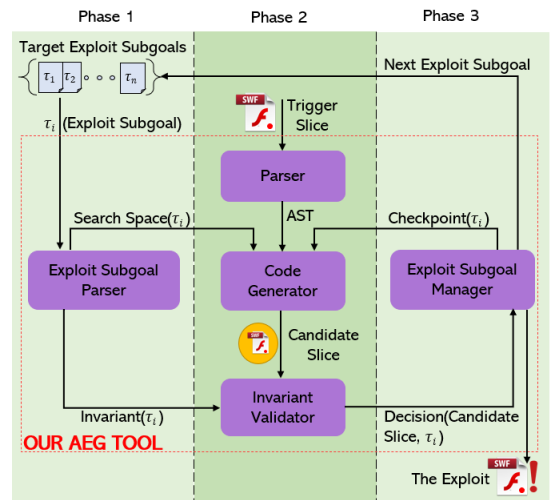 Phase 1
Phase 2
Phase 3
Target Exploit Subgoals
{ τ₁ τ₂ ∘ ∘ ∘ τₙ }
Next Exploit Subgoal
τᵢ (Exploit Subgoal)
SWF
Trigger
Slice
Parser
Search Space(τᵢ)
AST
Checkpoint(τᵢ)
Exploit Subgoal
Parser
Code
Generator
Exploit Subgoal
Manager
SWF
Candidate
Slice
Invariant
Validator
Invariant(τᵢ)
Decision(Candidate
Slice, τᵢ)
OUR AEG TOOL
The Exploit
SWF
!